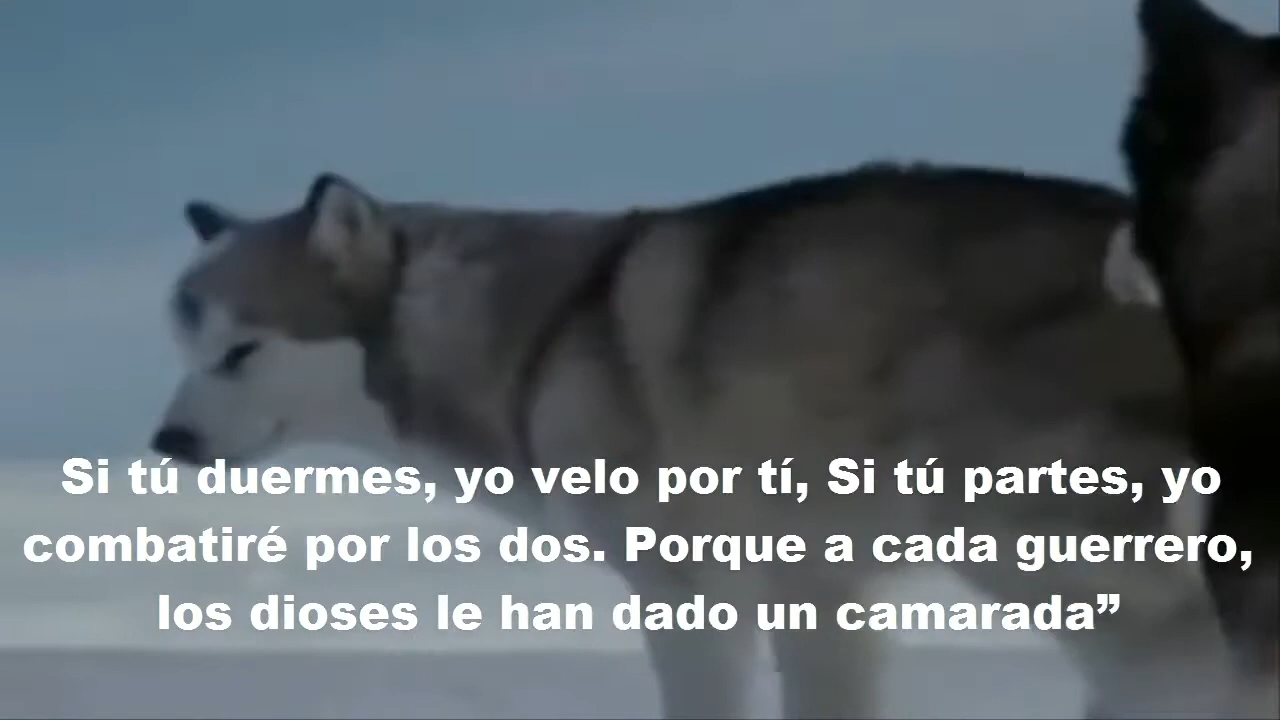 Si tú duermes, yo velo por tí, Si tú partes, yo
combatiré por los dos. Porque a cada guerrero,
los dioses le han dado un camarada”